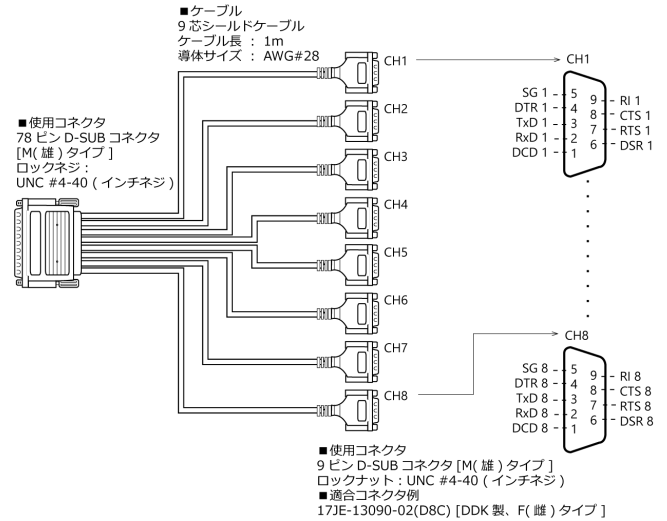 ■ケーブル
9 芯シールドケーブル
ケーブル長 : 1m
導体サイズ : AWG#28
■使用コネクタ
78 ピン D-SUB コネクタ
[M( 雄 ) タイプ ]
ロックネジ :
UNC #4-40 ( インチネジ )
CH1
CH2
CH3
CH4
CH5
CH6
CH7
CH8
CH1
SG 1 5
DTR 1 4
TxD 1 3
RxD 1 2
DCD 1 1
9 RI 1
8 CTS 1
7 RTS 1
6 DSR 1
CH8
SG 8 5
DTR 8 4
TxD 8 3
RxD 8 2
DCD 8 1
9 RI 8
8 CTS 8
7 RTS 8
6 DSR 8
■使用コネクタ
9 ピン D-SUB コネクタ [M( 雄 ) タイプ ]
ロックナット : UNC #4-40 ( インチネジ )
■適合コネクタ例
17JE-13090-02(D8C) [DDK 製、F( 雌 ) タイプ ]